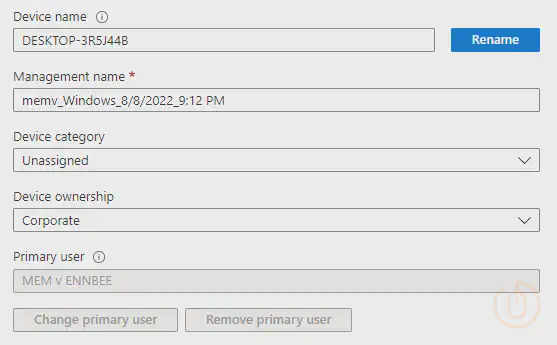 Device name
DESKTOP-3R5J44B
Rename
Management name *
memv_Windows_8/8/2022_9:12 PM
Device category
Unassigned
Device ownership
Corporate
Primary user
MEM v ENNBEE
Change primary user
Remove primary user